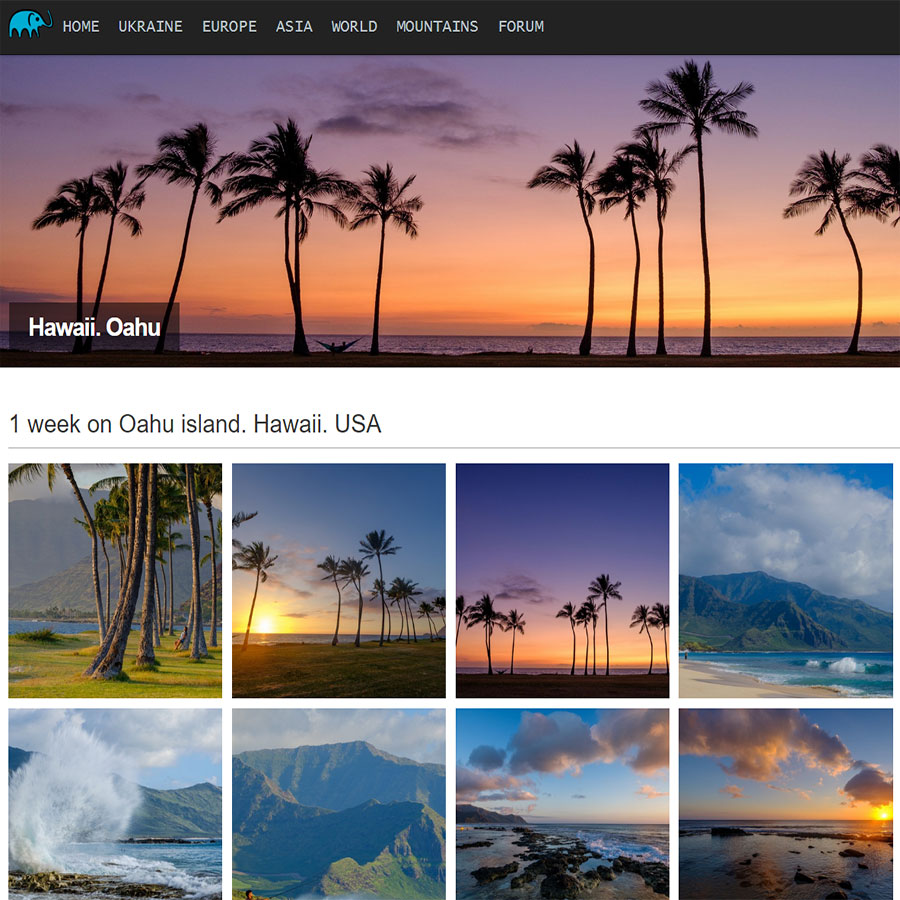 HOME UKRAINE EUROPE ASIA WORLD MOUNTAINS FORUM
Hawaii. Oahu
1 week on Oahu island. Hawaii. USA